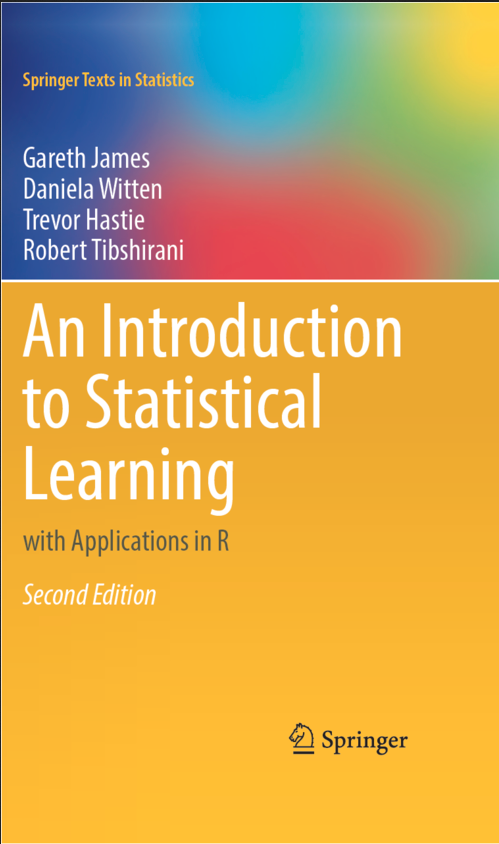 Springer Texts in Statistics
Gareth James
Daniela Witten
Trevor Hastie
Robert Tibshirani
An Introduction
to Statistical
Learning
with Applications in R
Second Edition
Springer